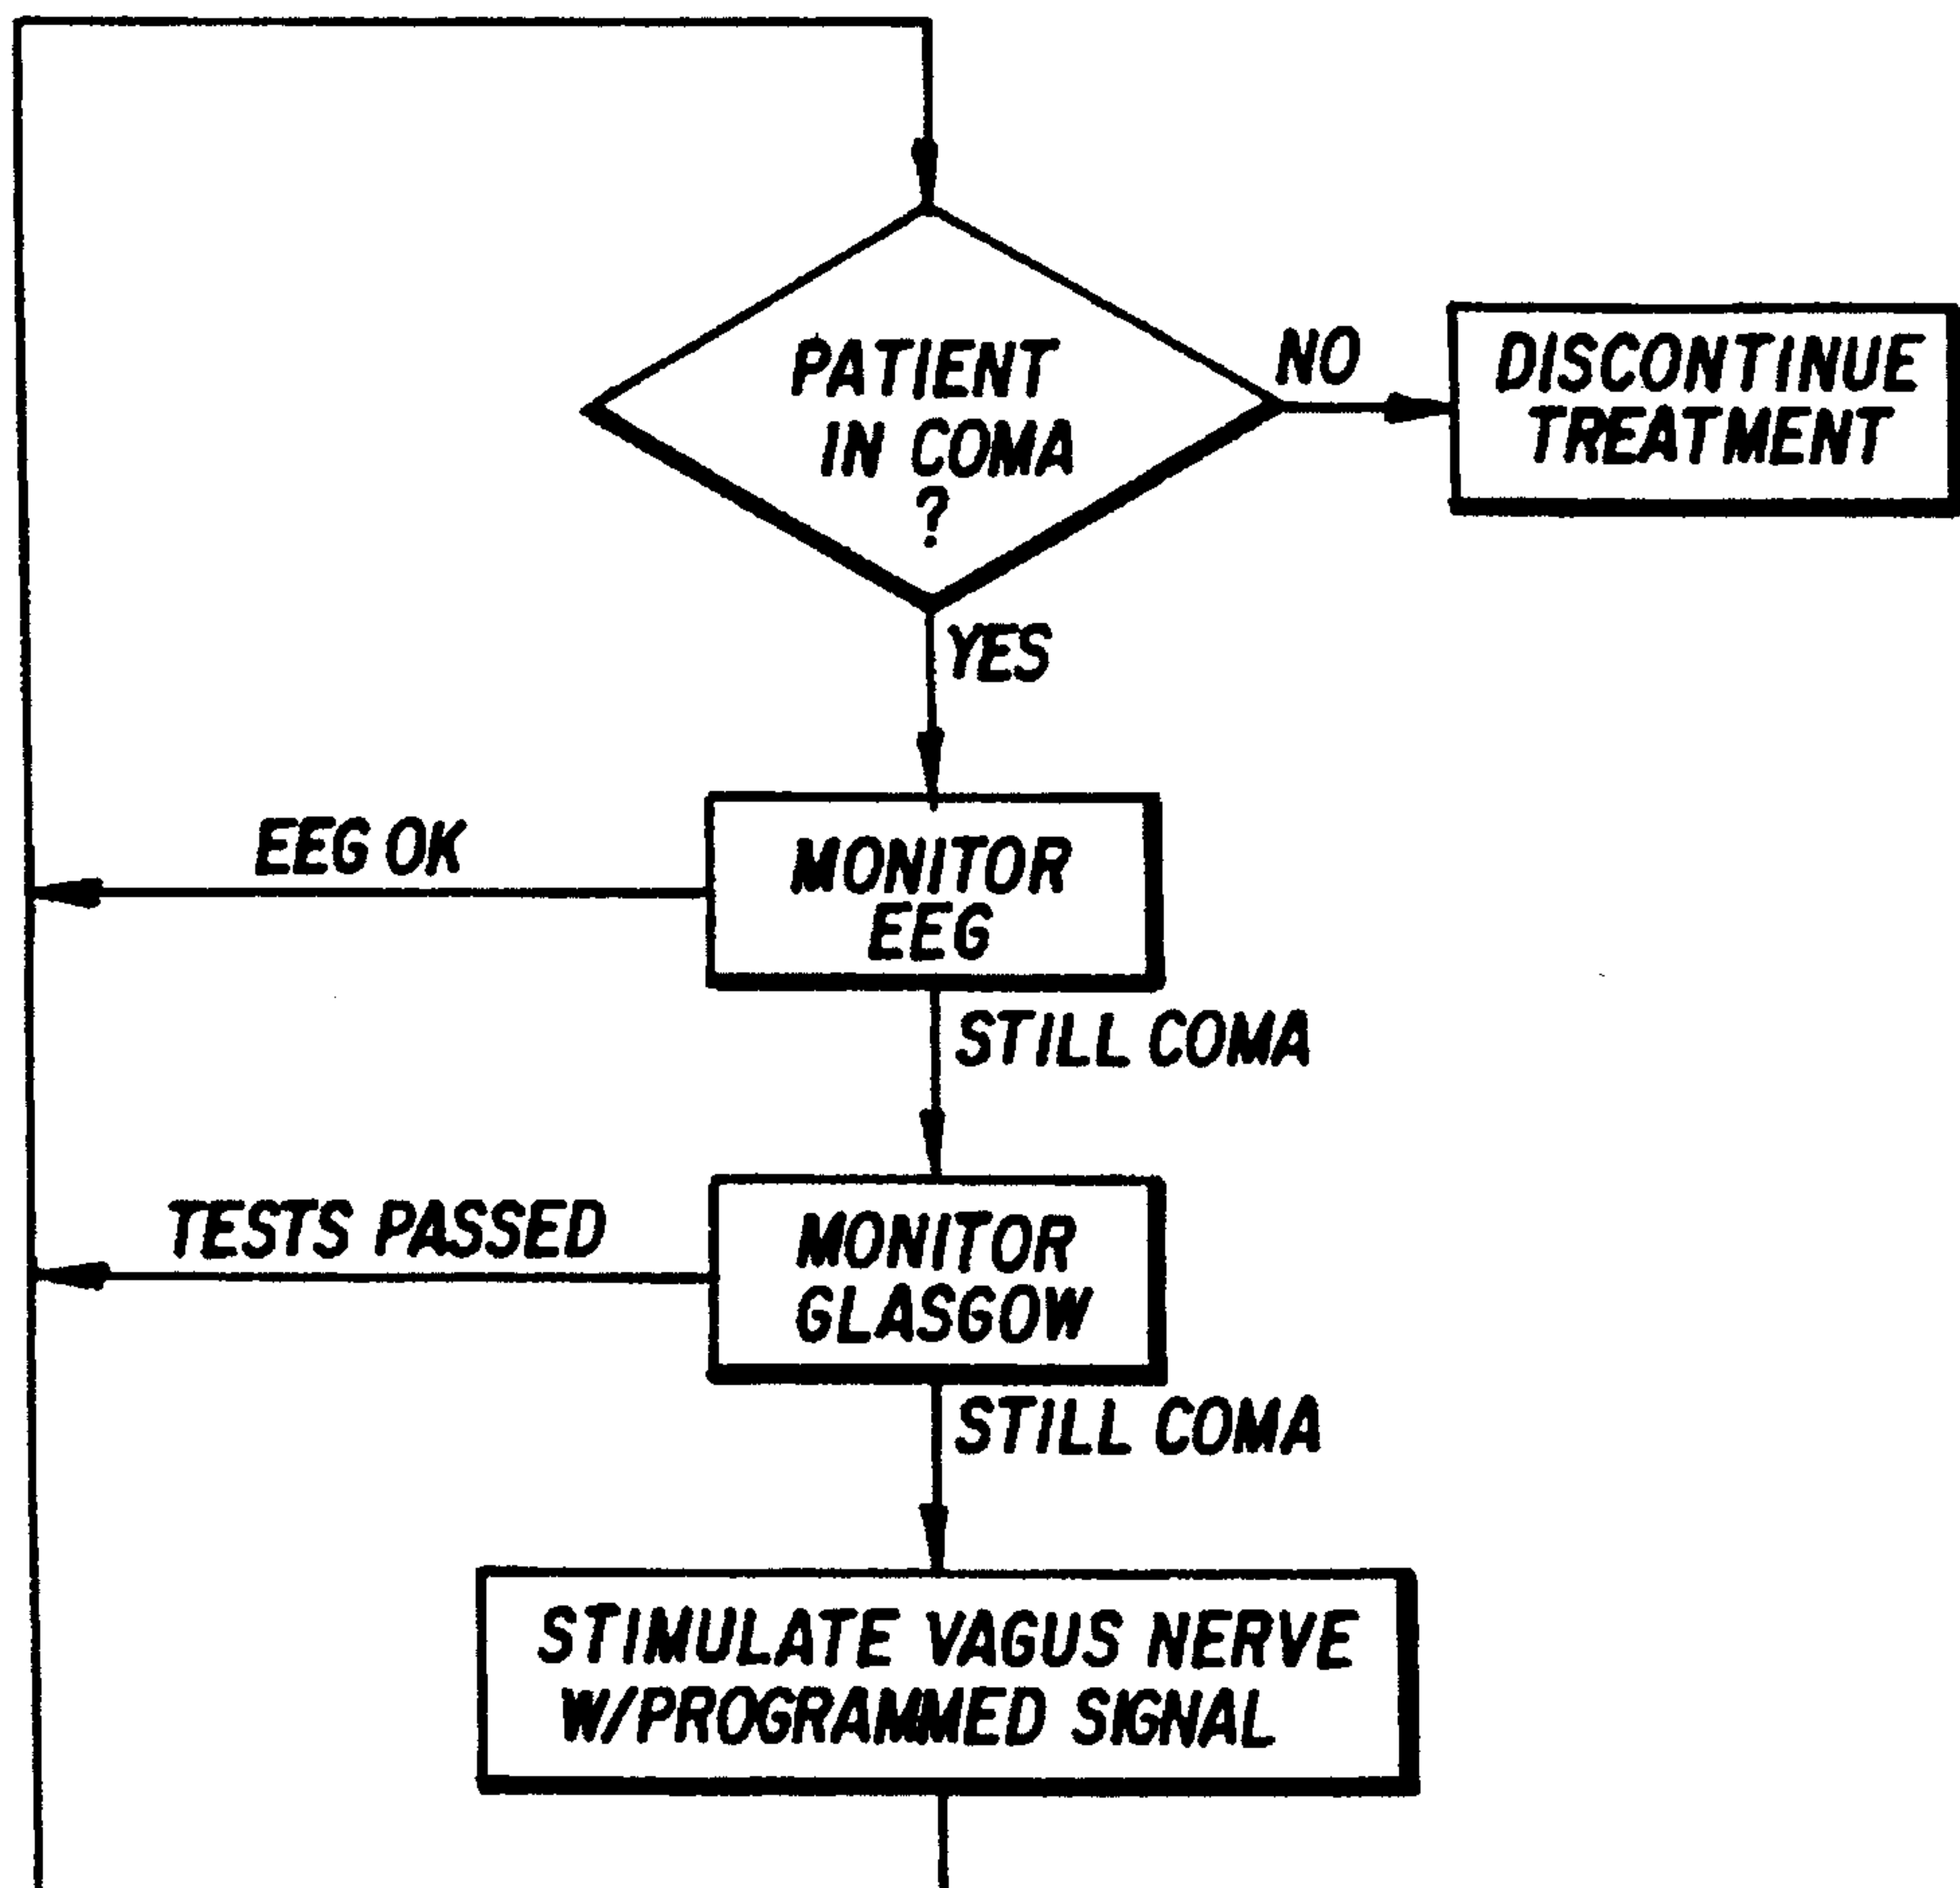 PATIENT
IN COMA
?
NO
DISCONTINUE
TREATMENT
YES
EEG OK
MONITOR
EEG
STILL COMA
TESTS PASSED
MONITOR
GLASGOW
STILL COMA
STIMULATE VAGUS NERVE
W/PROGRAMMED SIGNAL